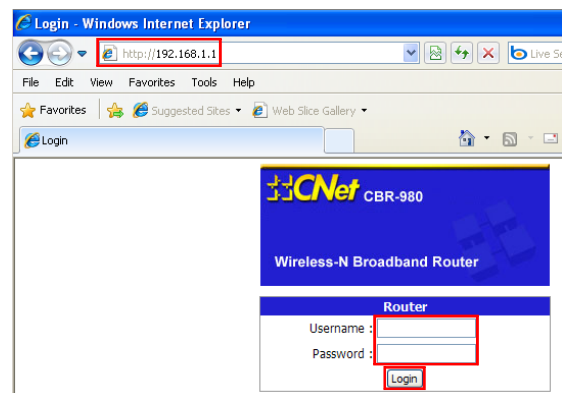 Login - Windows Internet Explorer
http://192.168.1.1
Live Se
File Edit View Favorites Tools Help
Favorites Suggested Sites Web Slice Gallery
Login
CNet CBR-980
Wireless-N Broadband Router
Router
Username :
Password :
Login